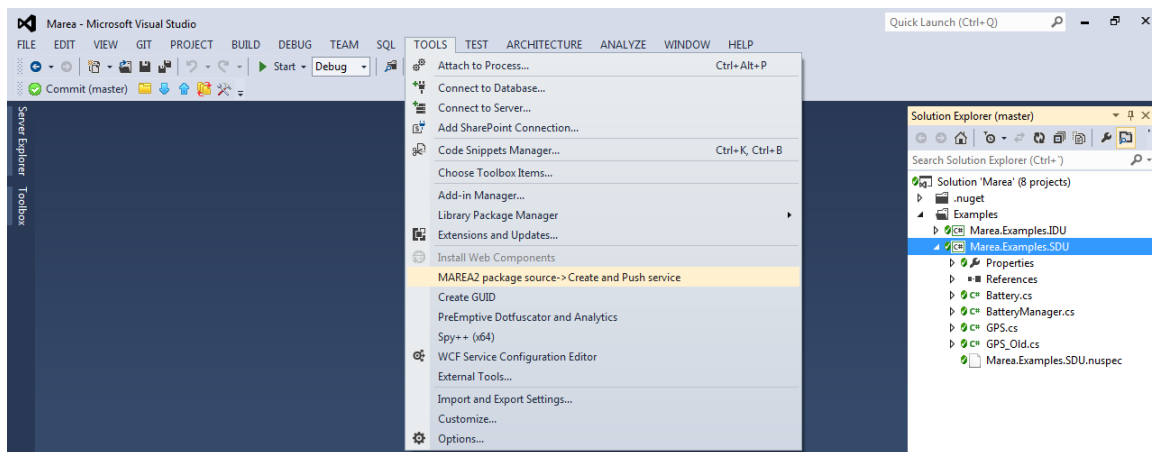 Marea - Microsoft Visual Studio
Quick Launch (Ctrl+Q)
FILE EDIT VIEW GIT PROJECT BUILD DEBUG TEAM SQL TOOLS TEST ARCHITECTURE ANALYZE WINDOW HELP
Start Debug
Commit (master)
Server Explorer
Toolbox
Attach to Process... Ctrl+Alt+P
Connect to Database...
Connect to Server...
Add SharePoint Connection...
Code Snippets Manager... Ctrl+K, Ctrl+B
Choose Toolbox Items...
Add-in Manager...
Library Package Manager
Extensions and Updates...
Install Web Components
MAREA2 package source->Create and Push service
Create GUID
PreEmptive Dotfuscator and Analytics
Spy++ (x64)
WCF Service Configuration Editor
External Tools...
Import and Export Settings...
Customize...
Options...
Solution Explorer (master)
Search Solution Explorer (Ctrl+`)
Solution 'Marea' (8 projects)
.nuget
Examples
C# Marea.Examples.IDU
C# Marea.Examples.SDU
Properties
References
C# Battery.cs
C# BatteryManager.cs
C# GPS.cs
C# GPS_Old.cs
Marea.Examples.SDU.nuspec